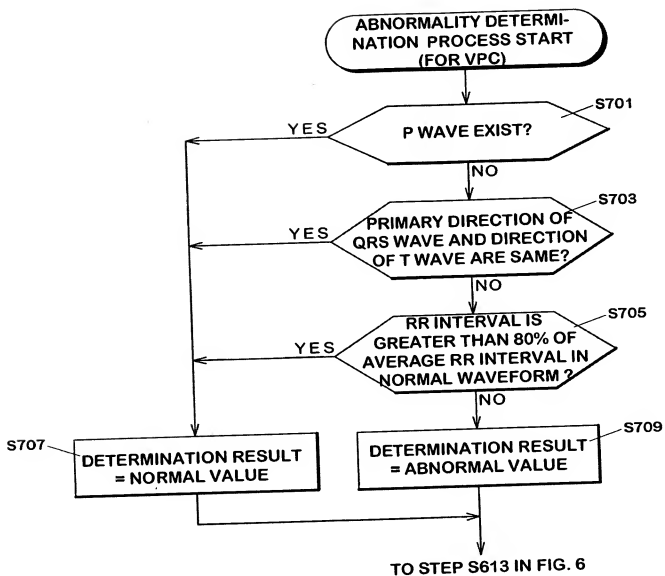 ABNORMALITY DETERMI-
NATION PROCESS START
(FOR VPC)
S701
YES
P WAVE EXIST?
NO
S703
YES
PRIMARY DIRECTION OF
QRS WAVE AND DIRECTION
OF T WAVE ARE SAME?
NO
S705
YES
RR INTERVAL IS
GREATER THAN 80% OF
AVERAGE RR INTERVAL IN
NORMAL WAVEFORM ?
NO
S707
DETERMINATION RESULT
= NORMAL VALUE
S709
DETERMINATION RESULT
= ABNORMAL VALUE
TO STEP S613 IN FIG. 6